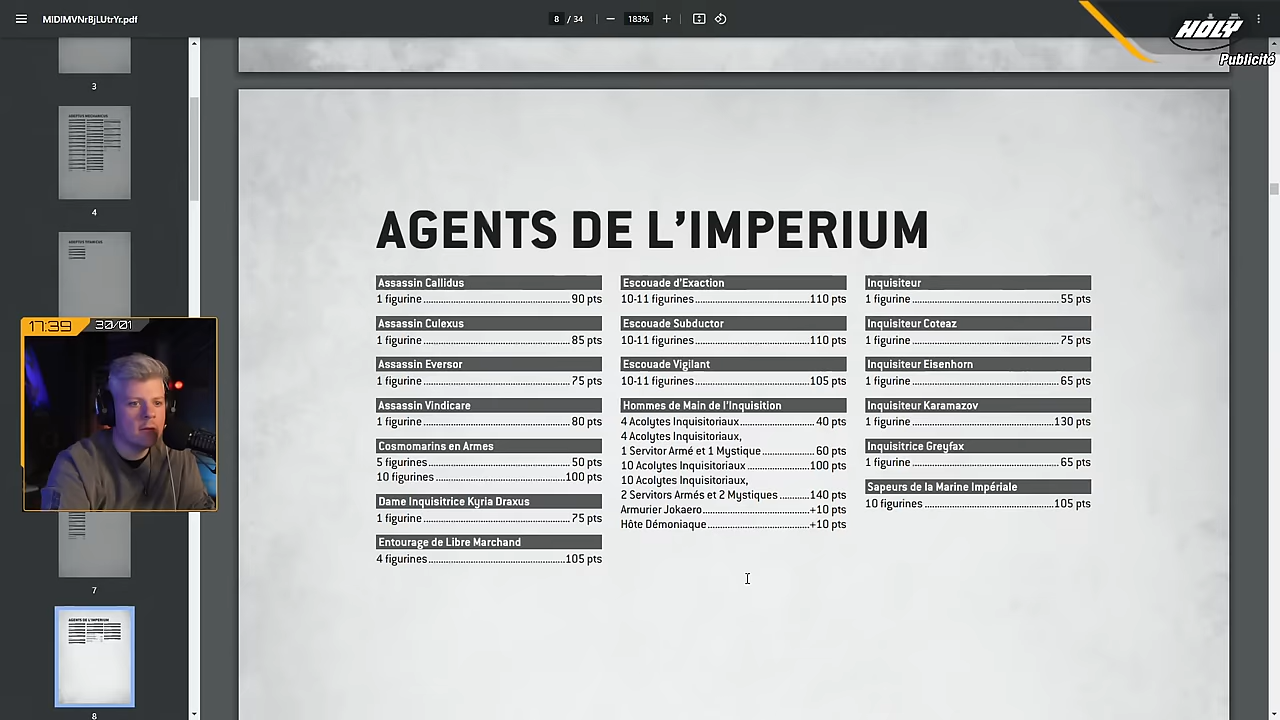 MIDIMVNrBjLUtrYr.pdf
8 / 34
183%
HOLY
Publicité
3
4
7
8
17:39
30/01
AGENTS DE L'IMPERIUM
Assassin Callidus
1 figurine 90 pts
Assassin Culexus
1 figurine 85 pts
Assassin Eversor
1 figurine 75 pts
Assassin Vindicare
1 figurine 80 pts
Cosmomarins en Armes
5 figurines 50 pts
10 figurines 100 pts
Dame Inquisitrice Kyria Draxus
1 figurine 75 pts
Entourage de Libre Marchand
4 figurines 105 pts
Escouade d'Exaction
10-11 figurines 110 pts
Escouade Subductor
10-11 figurines 110 pts
Escouade Vigilant
10-11 figurines 105 pts
Hommes de Main de l'Inquisition
4 Acolytes Inquisitoriaux 40 pts
4 Acolytes Inquisitoriaux,
1 Servitor Armé et 1 Mystique 60 pts
10 Acolytes Inquisitoriaux 100 pts
10 Acolytes Inquisitoriaux,
2 Servitors Armés et 2 Mystiques 140 pts
Armurier Jokaero +10 pts
Hôte Démoniaque +10 pts
Inquisiteur
1 figurine 55 pts
Inquisiteur Coteaz
1 figurine 75 pts
Inquisiteur Eisenhorn
1 figurine 65 pts
Inquisiteur Karamazov
1 figurine 130 pts
Inquisitrice Greyfax
1 figurine 65 pts
Sapeurs de la Marine Impériale
10 figurines 105 pts